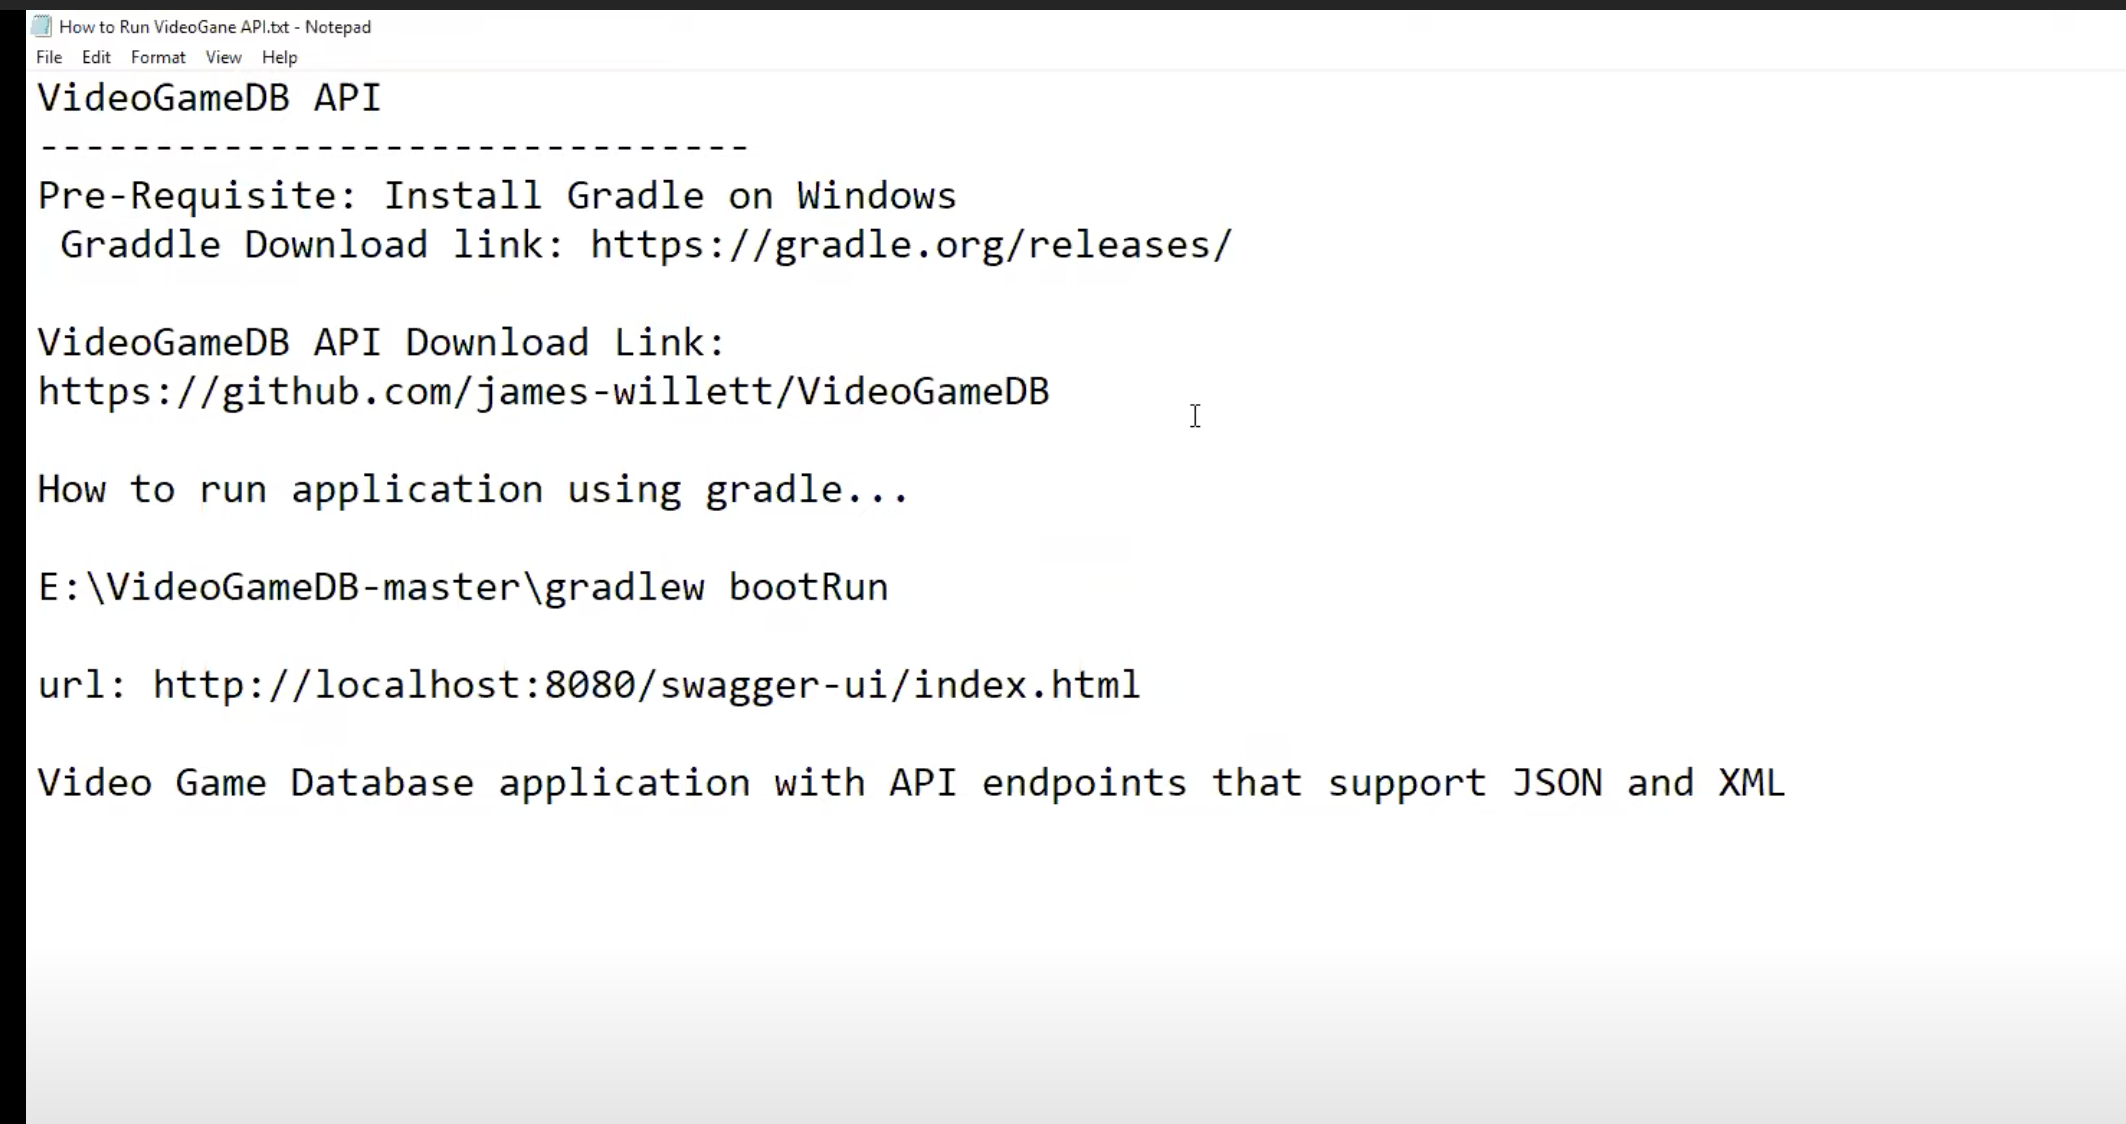 How to Run VideoGane API.txt - Notepad
File Edit Format View Help
VideoGameDB API
-------------------------------
Pre-Requisite: Install Gradle on Windows
Graddle Download link: https://gradle.org/releases/
VideoGameDB API Download Link:
https://github.com/james-willett/VideoGameDB
How to run application using gradle...
E:\VideoGameDB-master\gradlew bootRun
url: http://localhost:8080/swagger-ui/index.html
Video Game Database application with API endpoints that support JSON and XML